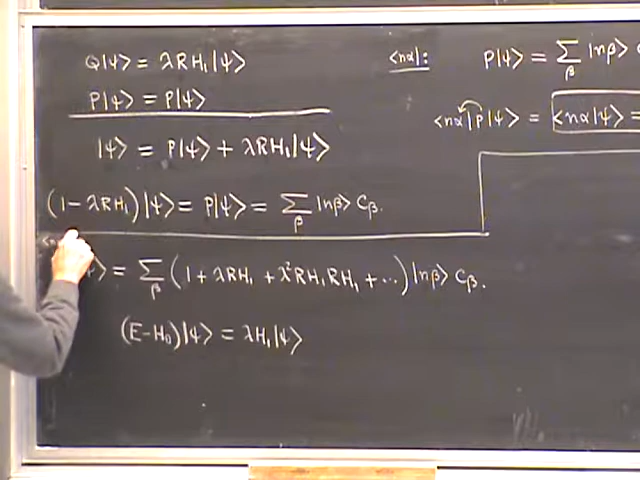 Q|ψ⟩ = λRH₁|ψ⟩
P|ψ⟩ = P|ψ⟩
|ψ⟩ = P|ψ⟩ + λRH₁|ψ⟩
(1 − λRH₁)|ψ⟩ = P|ψ⟩ = Σ_β |nβ⟩ C_β.
ψ⟩ = Σ_β (1 + λRH₁ + λ²RH₁RH₁ + ⋯)|nβ⟩ C_β.
(E − H₀)|ψ⟩ = λH₁|ψ⟩
⟨nα|: P|ψ⟩ = Σ_β |nβ⟩
⟨nα|P|ψ⟩ = ⟨nα|ψ⟩ =